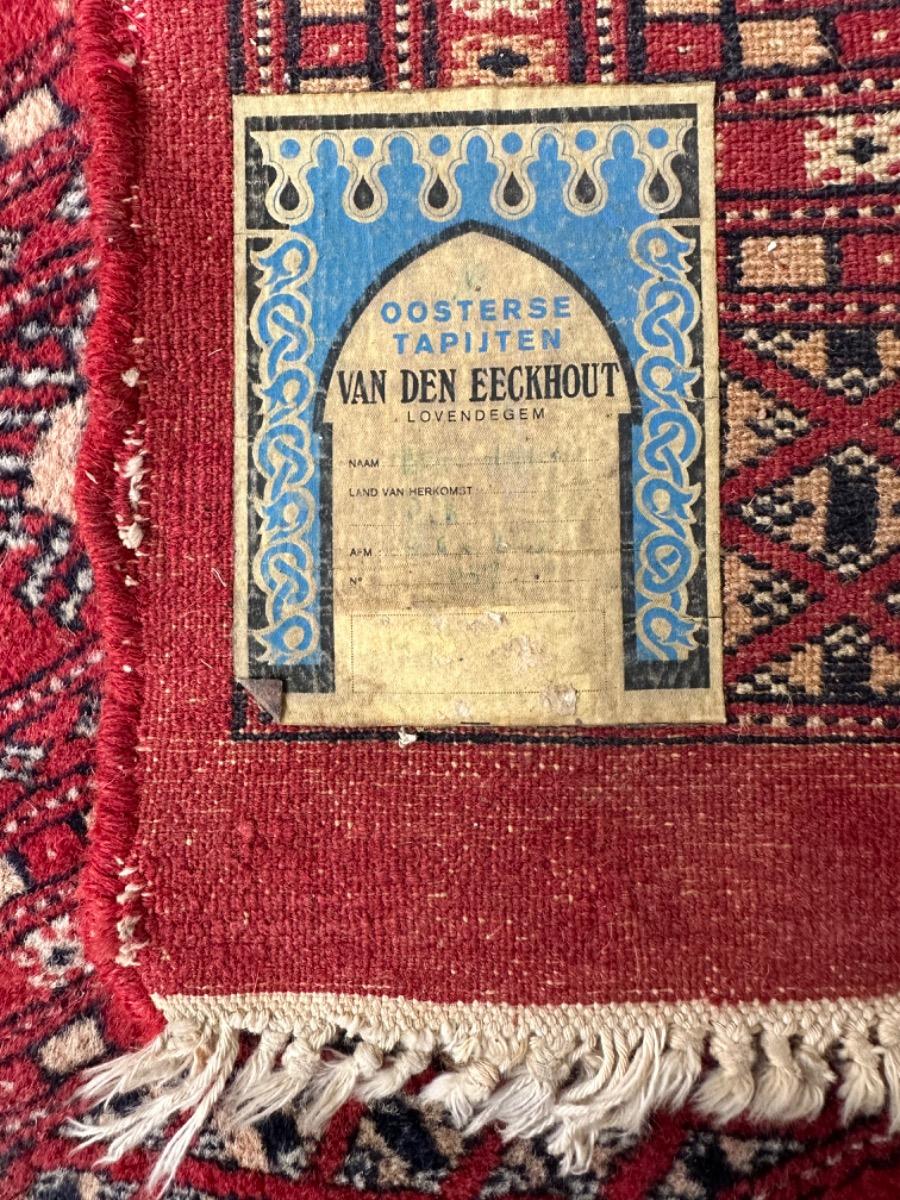 OOSTERSE
TAPIJTEN
VAN DEN EECKHOUT
LOVENDEGEM
NAAM
LAND VAN HERKOMST
AFM :
N°